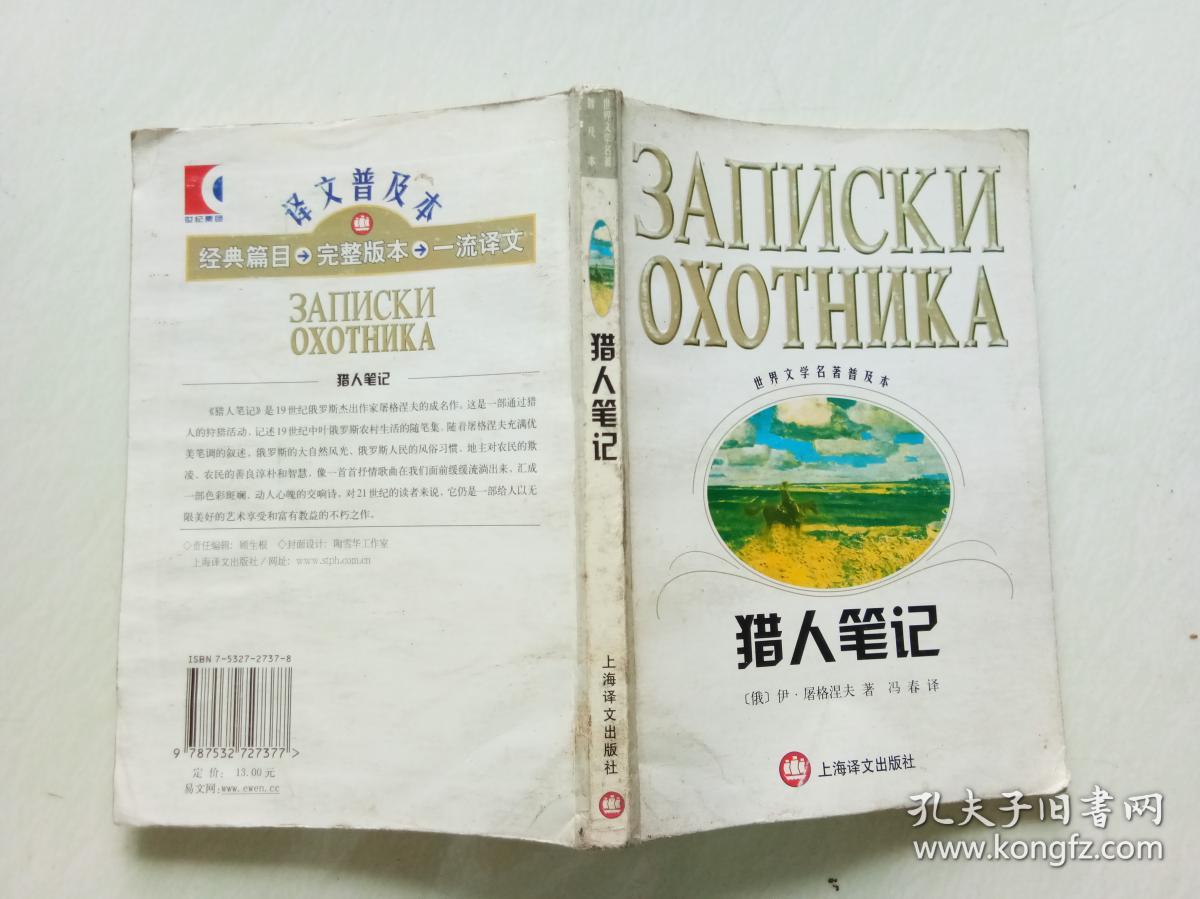 世纪集团
译文普及本
经典篇目→完整版本→一流译文
ЗАПИСКИ
ОХОТНИКА
猎人笔记
《猎人笔记》是19世纪俄罗斯杰出作家屠格涅夫的成名作。这是一部通过猎
人的狩猎活动、记述19世纪中叶俄罗斯农村生活的随笔集。随着屠格涅夫充满优
美笔调的叙述，俄罗斯的大自然风光、俄罗斯人民的风俗习惯、地主对农民的欺
凌、农民的善良淳朴和智慧，像一首首抒情歌曲在我们面前缓缓流淌出来，汇成
一部色彩斑斓、动人心魄的交响诗。对21世纪的读者来说，它仍是一部给人以无
限美好的艺术享受和富有教益的不朽之作。
◇责任编辑：顾生根 ◇封面设计：陶雪华工作室
上海译文出版社／网址：www.stph.com.cn
ISBN 7-5327-2737-8
9 787532 727377>
定价：13.00元
易文网:www.ewen.cc
世界文学名著
普及本
猎人笔记
上海译文出版社
ЗАПИСКИ
ОХОТНИКА
世界文学名著普及本
猎人笔记
〔俄〕伊·屠格涅夫 著 冯春 译
上海译文出版社
孔夫子旧书网
www.kongfz.com